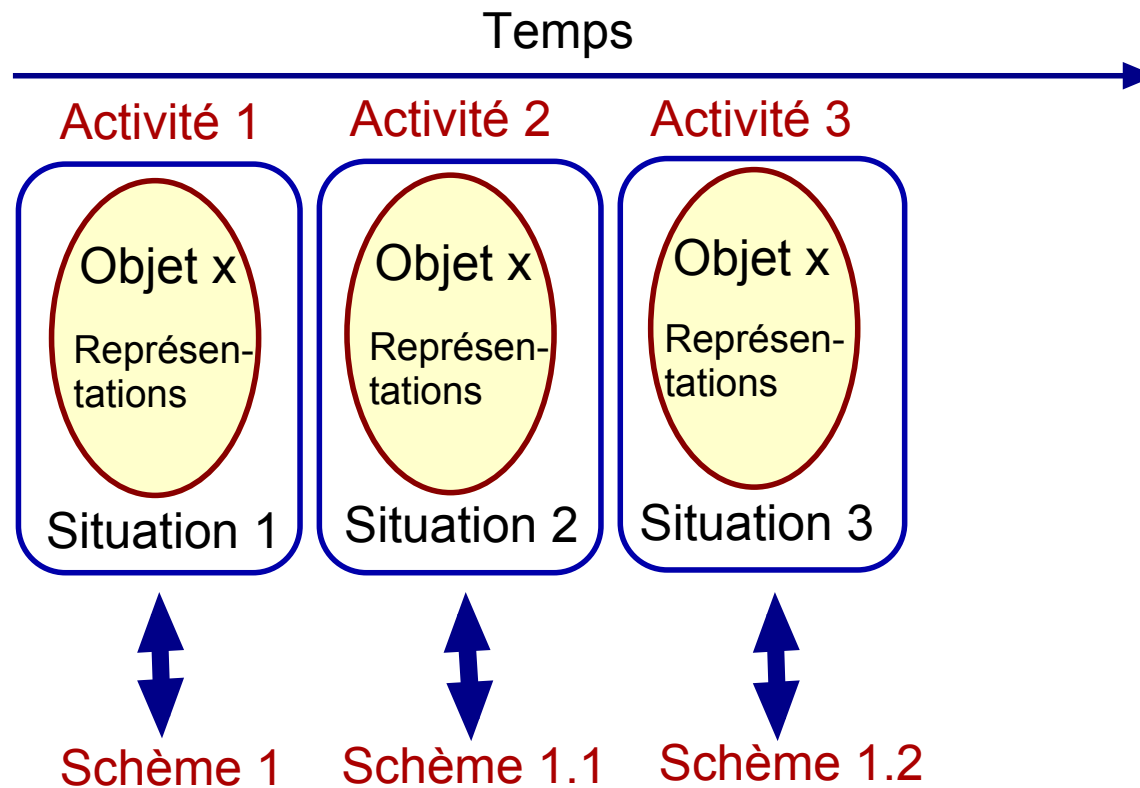 Temps
Activité 1
Activité 2
Activité 3
Objet x
Représen-
tations
Situation 1
Objet x
Représen-
tations
Situation 2
Objet x
Représen-
tations
Situation 3
Schème 1
Schème 1.1
Schème 1.2